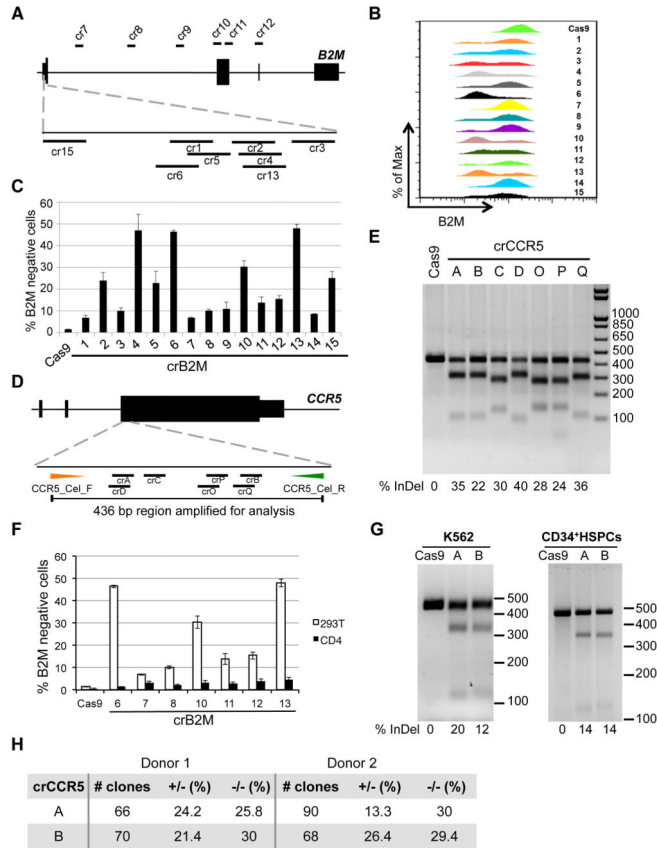 A
cr7 cr8 cr9 cr10 cr11 cr12
B2M
cr15 cr1 cr2 cr3
cr5 cr4
cr6 cr13
B
Cas9
1
2
3
4
5
6
7
8
9
10
11
12
13
14
15
% of Max
B2M
C
% B2M negative cells
60
50
40
30
20
10
0
Cas9 1 2 3 4 5 6 7 8 9 10 11 12 13 14 15
crB2M
D
CCR5
crA crC crP crB
CCR5_Cel_F crD crO crQ CCR5_Cel_R
436 bp region amplified for analysis
E
crCCR5
Cas9 A B C D O P Q
1000
850
650
500
400
300
200
100
% InDel 0 35 22 30 40 28 24 36
F
% B2M negative cells
60
50
40
30
20
10
0
293T
CD4
Cas9 6 7 8 10 11 12 13
crB2M
G
K562 CD34+HSPCs
Cas9 A B Cas9 A B
500 500
400 400
300 300
200 200
100 100
% InDel 0 20 12 0 14 14
H
Donor 1 Donor 2
crCCR5 # clones +/- (%) -/- (%) # clones +/- (%) -/- (%)
A 66 24.2 25.8 90 13.3 30
B 70 21.4 30 68 26.4 29.4